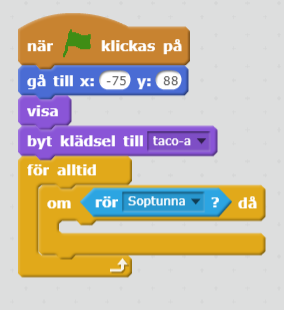 när klickas på
gå till x: -75 y: 88
visa
byt klädsel till taco-a
för alltid
om rör Soptunna ? då